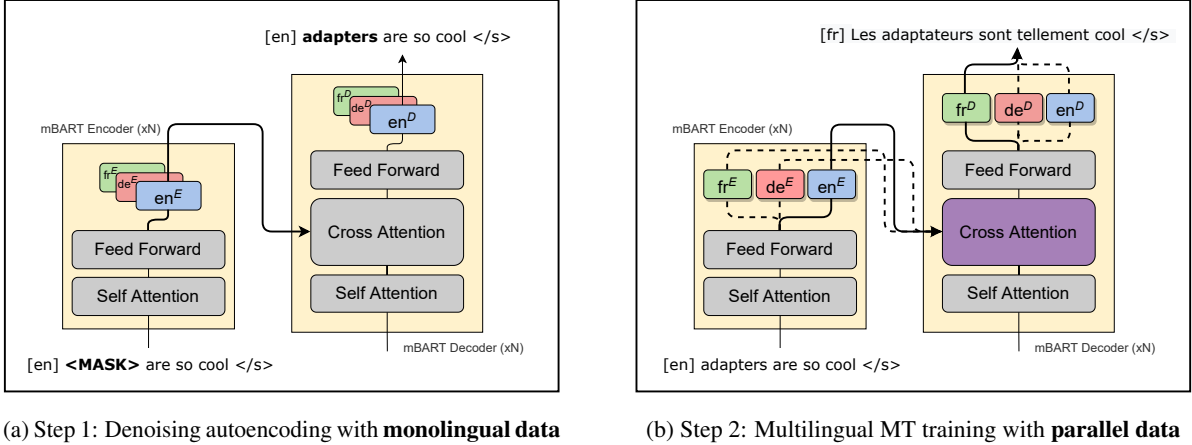 [en] adapters are so cool </s>
mBART Encoder (xN)
fr^D
de^D
en^D
Feed Forward
Cross Attention
Self Attention
fr^E
de^E
en^E
Feed Forward
Self Attention
mBART Decoder (xN)
[en] <MASK> are so cool </s>
(a) Step 1: Denoising autoencoding with monolingual data
[fr] Les adaptateurs sont tellement cool </s>
mBART Encoder (xN)
fr^D
de^D
en^D
Feed Forward
Cross Attention
Self Attention
fr^E
de^E
en^E
Feed Forward
Self Attention
mBART Decoder (xN)
[en] adapters are so cool </s>
(b) Step 2: Multilingual MT training with parallel data